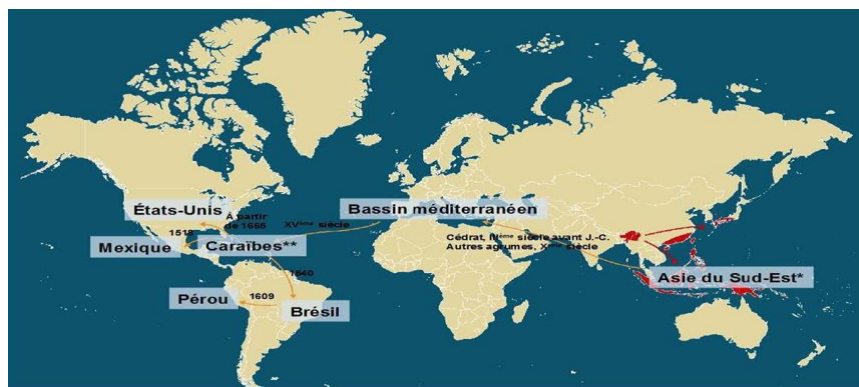 États-Unis
À partir
de 1665
XVème siècle
Bassin méditerranéen
1518
Mexique
Caraïbes**
Cédrat, IIIème siècle avant J.-C.
Autres agrumes, Xème siècle
Asie du Sud-Est*
1540
Pérou
1609
Brésil